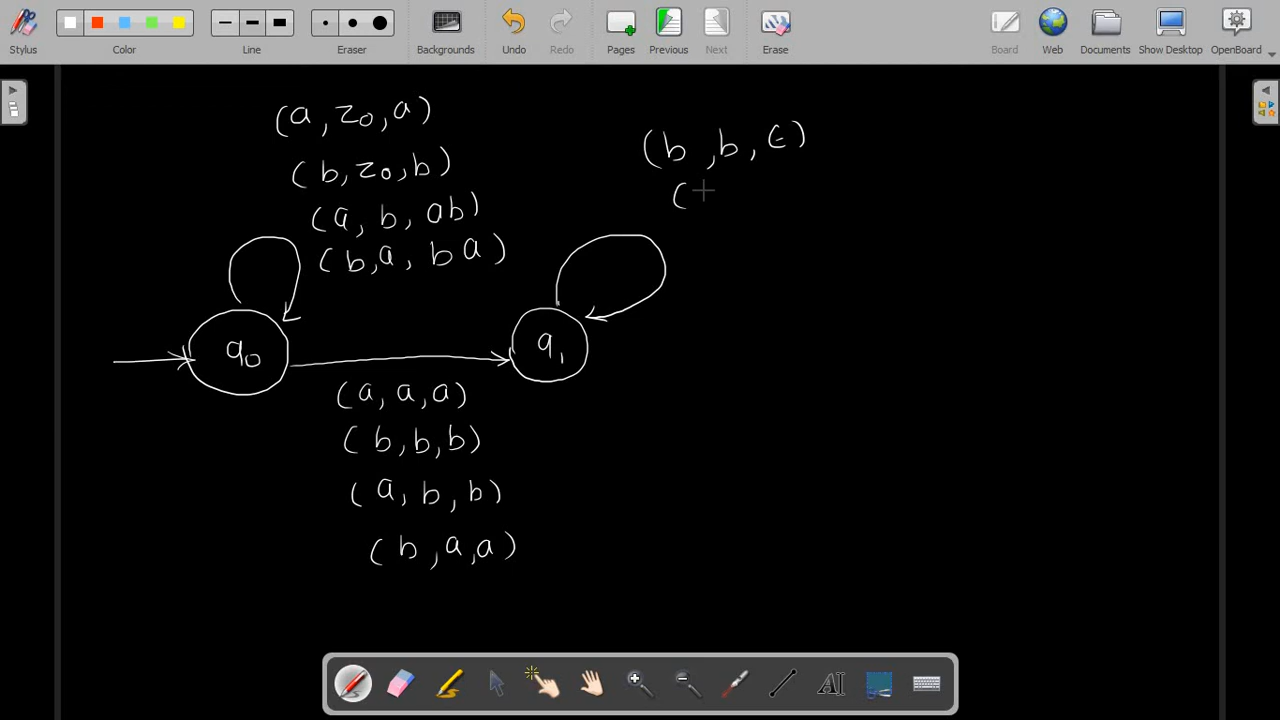 Stylus Color Line Eraser Backgrounds Undo Redo Pages Previous Next Erase Board Web Documents Show Desktop OpenBoard
(a, z0, a)
(b, z0, b)
(a, b, ab)
(b, a, ba)
(b, b, ϵ)
(
q0
q1
(a, a, a)
(b, b, b)
(a, b, b)
(b, a, a)
AI